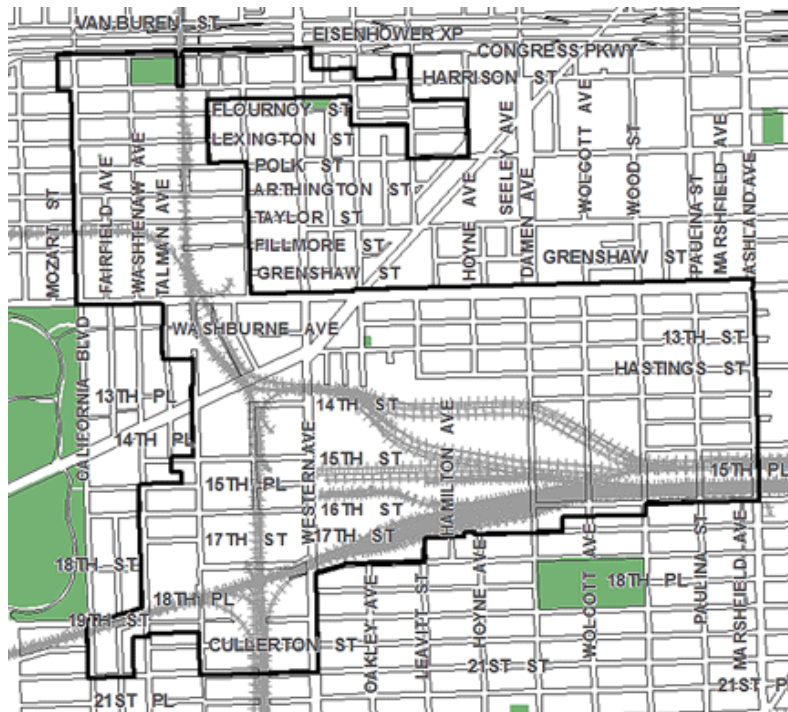 VAN BUREN ST
EISENHOWER XP
CONGRESS PKWY
HARRISON ST
FLOURNOY ST
LEXINGTON ST
POLK ST
ARTHINGTON ST
TAYLOR ST
FILLMORE ST
GRENSHAW ST
GRENSHAW ST
MOZART ST
FAIRFIELD AVE
WASHTENAW AVE
TALMAN AVE
HOYNE AVE
SEELEY AVE
DAMEN AVE
WOLCOTT AVE
WOOD ST
PAULINA ST
MARSHFIELD AVE
ASHLAND AVE
WASHBURNE AVE
13TH ST
HASTINGS ST
CALIFORNIA BLVD
13TH PL
14TH PL
14TH ST
WESTERN AVE
HAMILTON AVE
15TH ST
15TH PL
15TH PL
16TH ST
17TH ST
17TH ST
18TH ST
18TH PL
18TH PL
19TH ST
CULLERTON ST
OAKLEY AVE
LEAVITT ST
HOYNE AVE
WOLCOTT AVE
PAULINA ST
MARSHFIELD AVE
21ST ST
21ST PL
21ST P